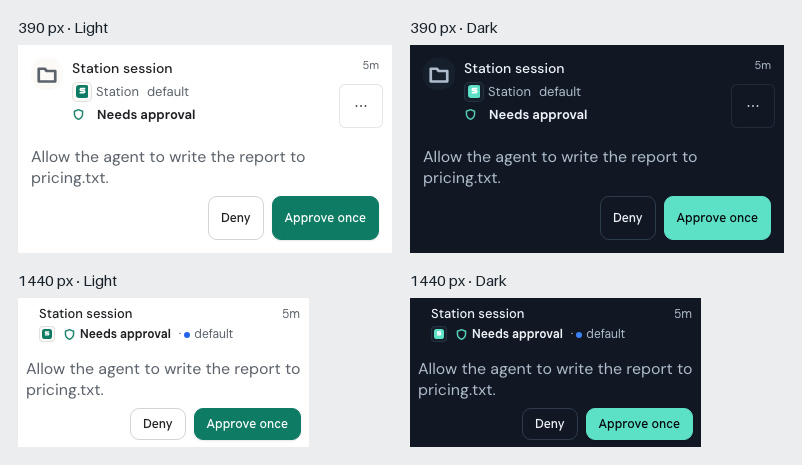 390 px · Light
Station session
5m
S Station default
...
Needs approval
Allow the agent to write the report to
pricing.txt.
Deny
Approve once
390 px · Dark
Station session
5m
S Station default
...
Needs approval
Allow the agent to write the report to
pricing.txt.
Deny
Approve once
1440 px · Light
Station session
5m
S Needs approval · default
Allow the agent to write the report to
pricing.txt.
Deny
Approve once
1440 px · Dark
Station session
5m
S Needs approval · default
Allow the agent to write the report to
pricing.txt.
Deny
Approve once